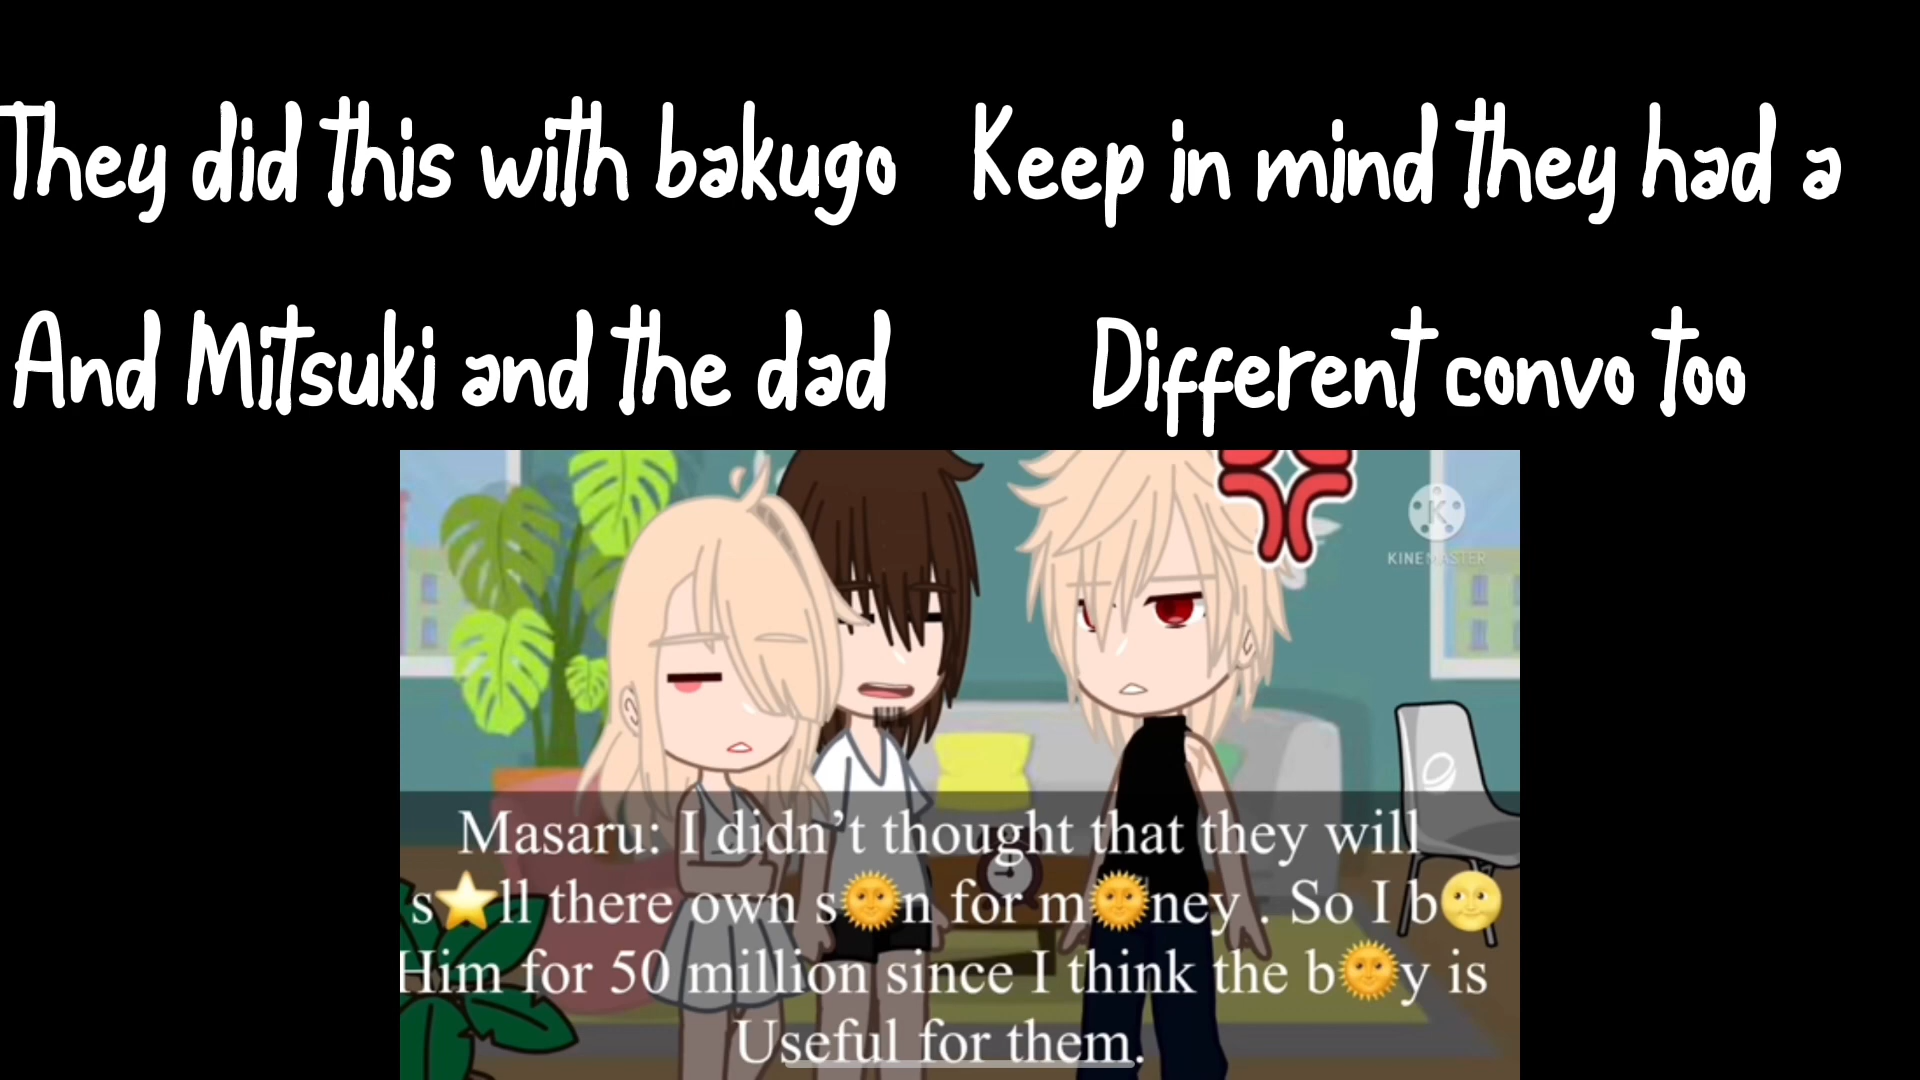 They did this with bakugo
And Mitsuki and the dad
Keep in mind they had a
Different convo too
KINEMASTER
Masaru: I didn't thought that they will
s⭐ll there own s🌞n for m🌞ney . So I b🌝
Him for 50 million since I think the b🌞y is
Useful for them.